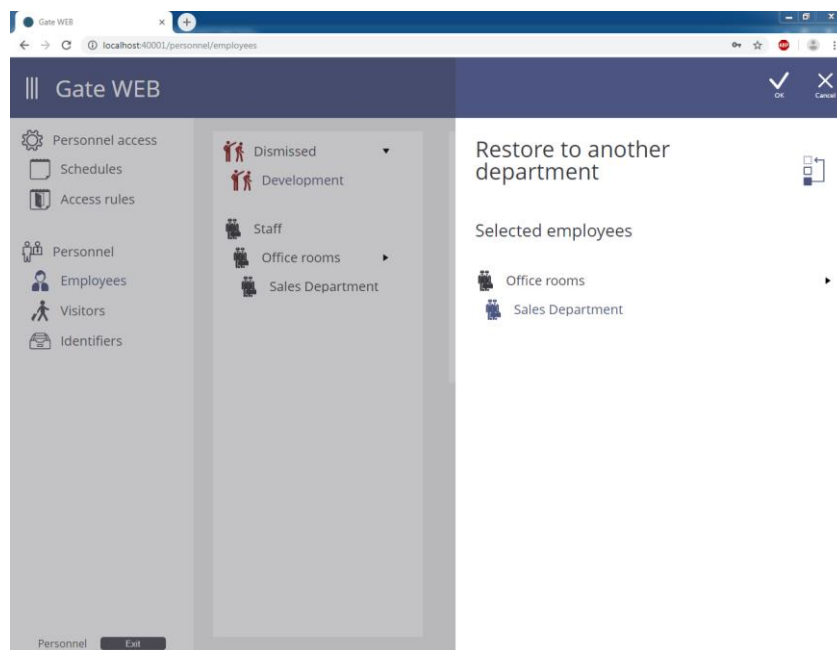 Gate WEB
localhost:40001/personnel/employees
ABP
Gate WEB
OK
Cancel
Personnel access
Schedules
Access rules
Personnel
Employees
Visitors
Identifiers
Dismissed
Development
Staff
Office rooms
Sales Department
Restore to another
department
Selected employees
Office rooms
Sales Department
Personnel
Exit